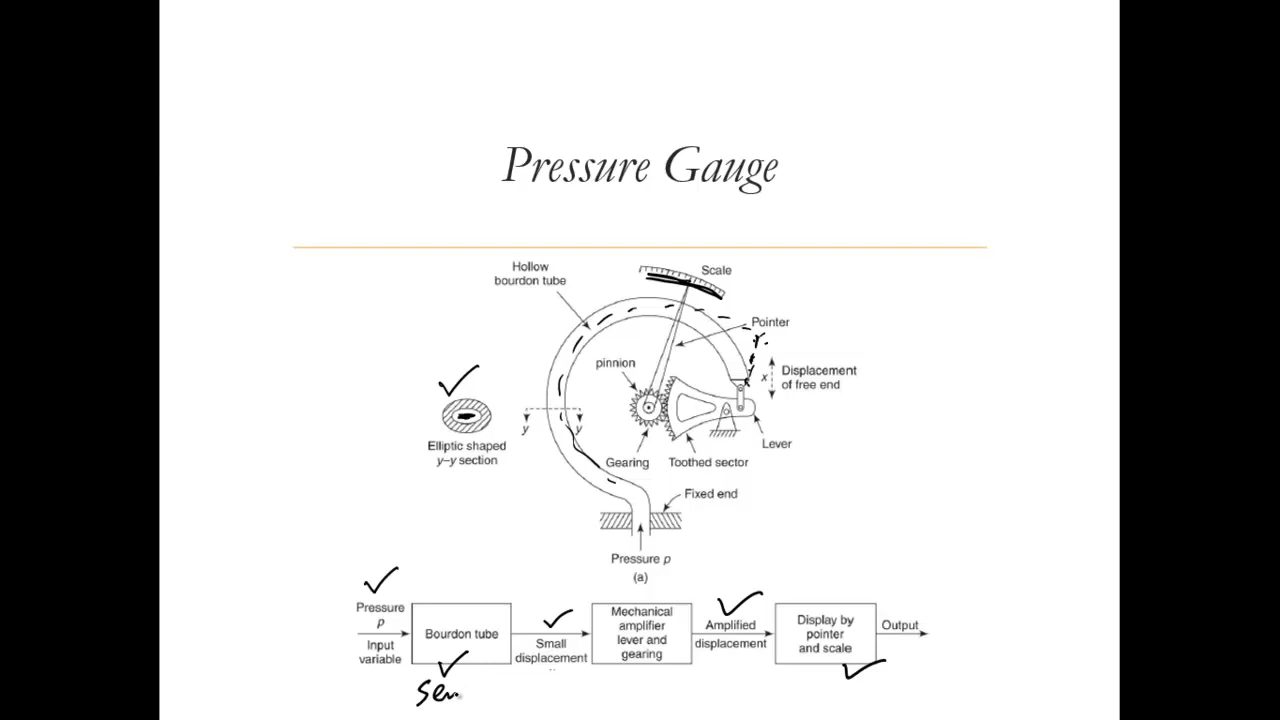 Pressure Gauge
Hollow
bourdon tube
Scale
Pointer
pinnion
x
Displacement
of free end
y
y
Elliptic shaped
y–y section
Gearing
Toothed sector
Lever
Fixed end
Pressure p
(a)
Pressure
p
Input
variable
Bourdon tube
Small
displacement
Mechanical
amplifier
lever and
gearing
Amplified
displacement
Display by
pointer
and scale
Output
Sen